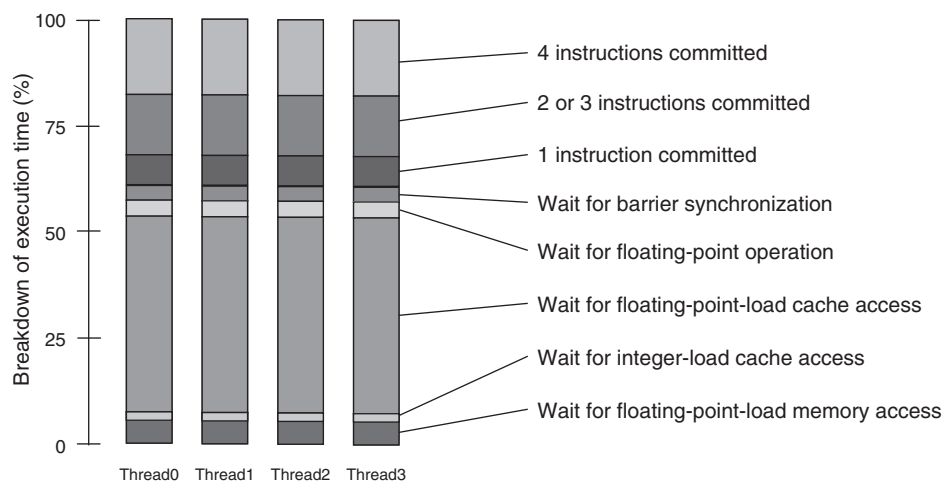 Breakdown of execution time (%)
100
75
50
25
0
Thread0 Thread1 Thread2 Thread3
4 instructions committed
2 or 3 instructions committed
1 instruction committed
Wait for barrier synchronization
Wait for floating-point operation
Wait for floating-point-load cache access
Wait for integer-load cache access
Wait for floating-point-load memory access